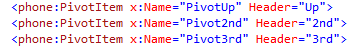 <phone:PivotItem x:Name="PivotUp" Header="Up">
<phone:PivotItem x:Name="Pivot2nd" Header="2nd">
<phone:PivotItem x:Name="Pivot3rd" Header="3rd">